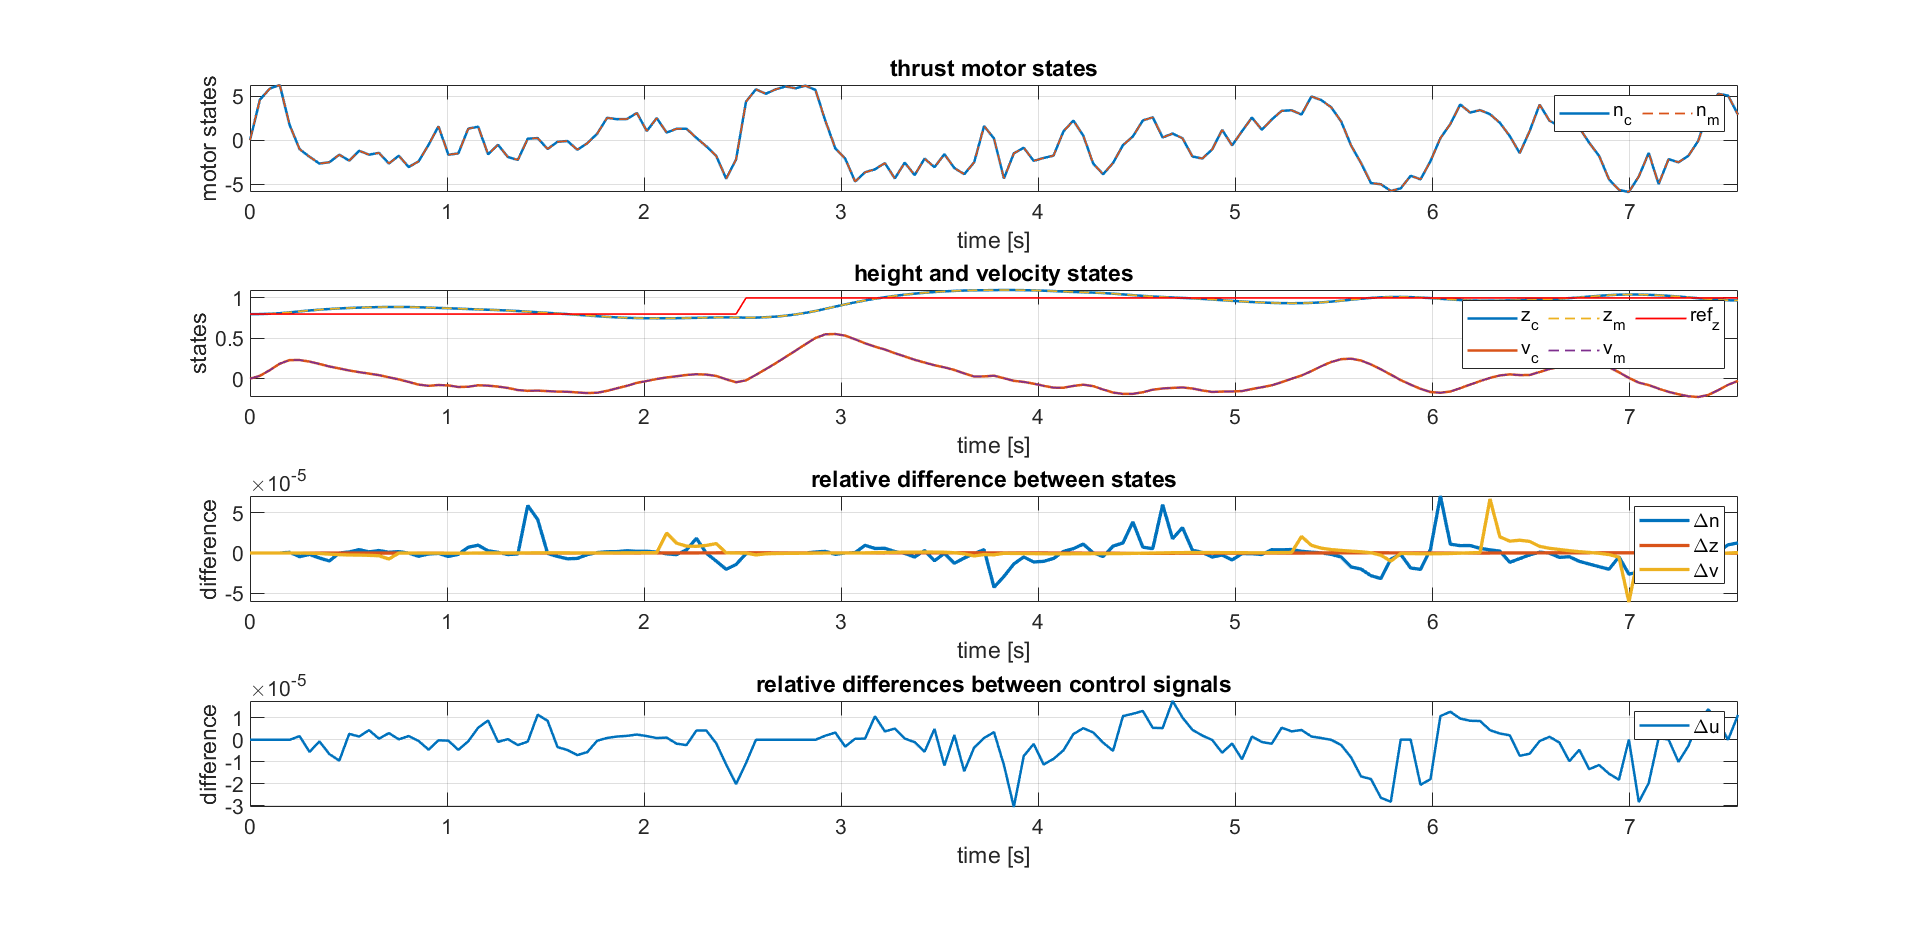 thrust motor states
motor states
5
0
-5
n_c n_m
0 1 2 3 4 5 6 7
time [s]
height and velocity states
states
1
0.5
0
z_c z_m ref_z
v_c v_m
0 1 2 3 4 5 6 7
time [s]
relative difference between states
×10^-5
difference
5
0
-5
Δn
Δz
Δv
0 1 2 3 4 5 6 7
time [s]
relative differences between control signals
×10^-5
difference
1
0
-1
-2
-3
Δu
0 1 2 3 4 5 6 7
time [s]